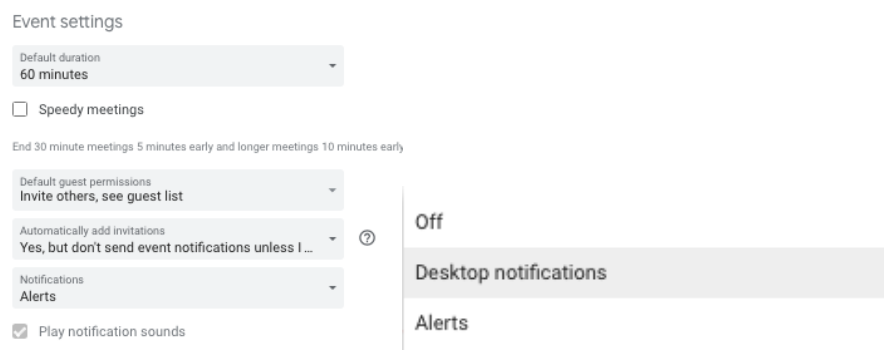 Event settings
Default duration
60 minutes
Speedy meetings
End 30 minute meetings 5 minutes early and longer meetings 10 minutes early
Default guest permissions
Invite others, see guest list
Automatically add invitations
Yes, but don't send event notifications unless I ...
Notifications
Alerts
Play notification sounds
Off
Desktop notifications
Alerts